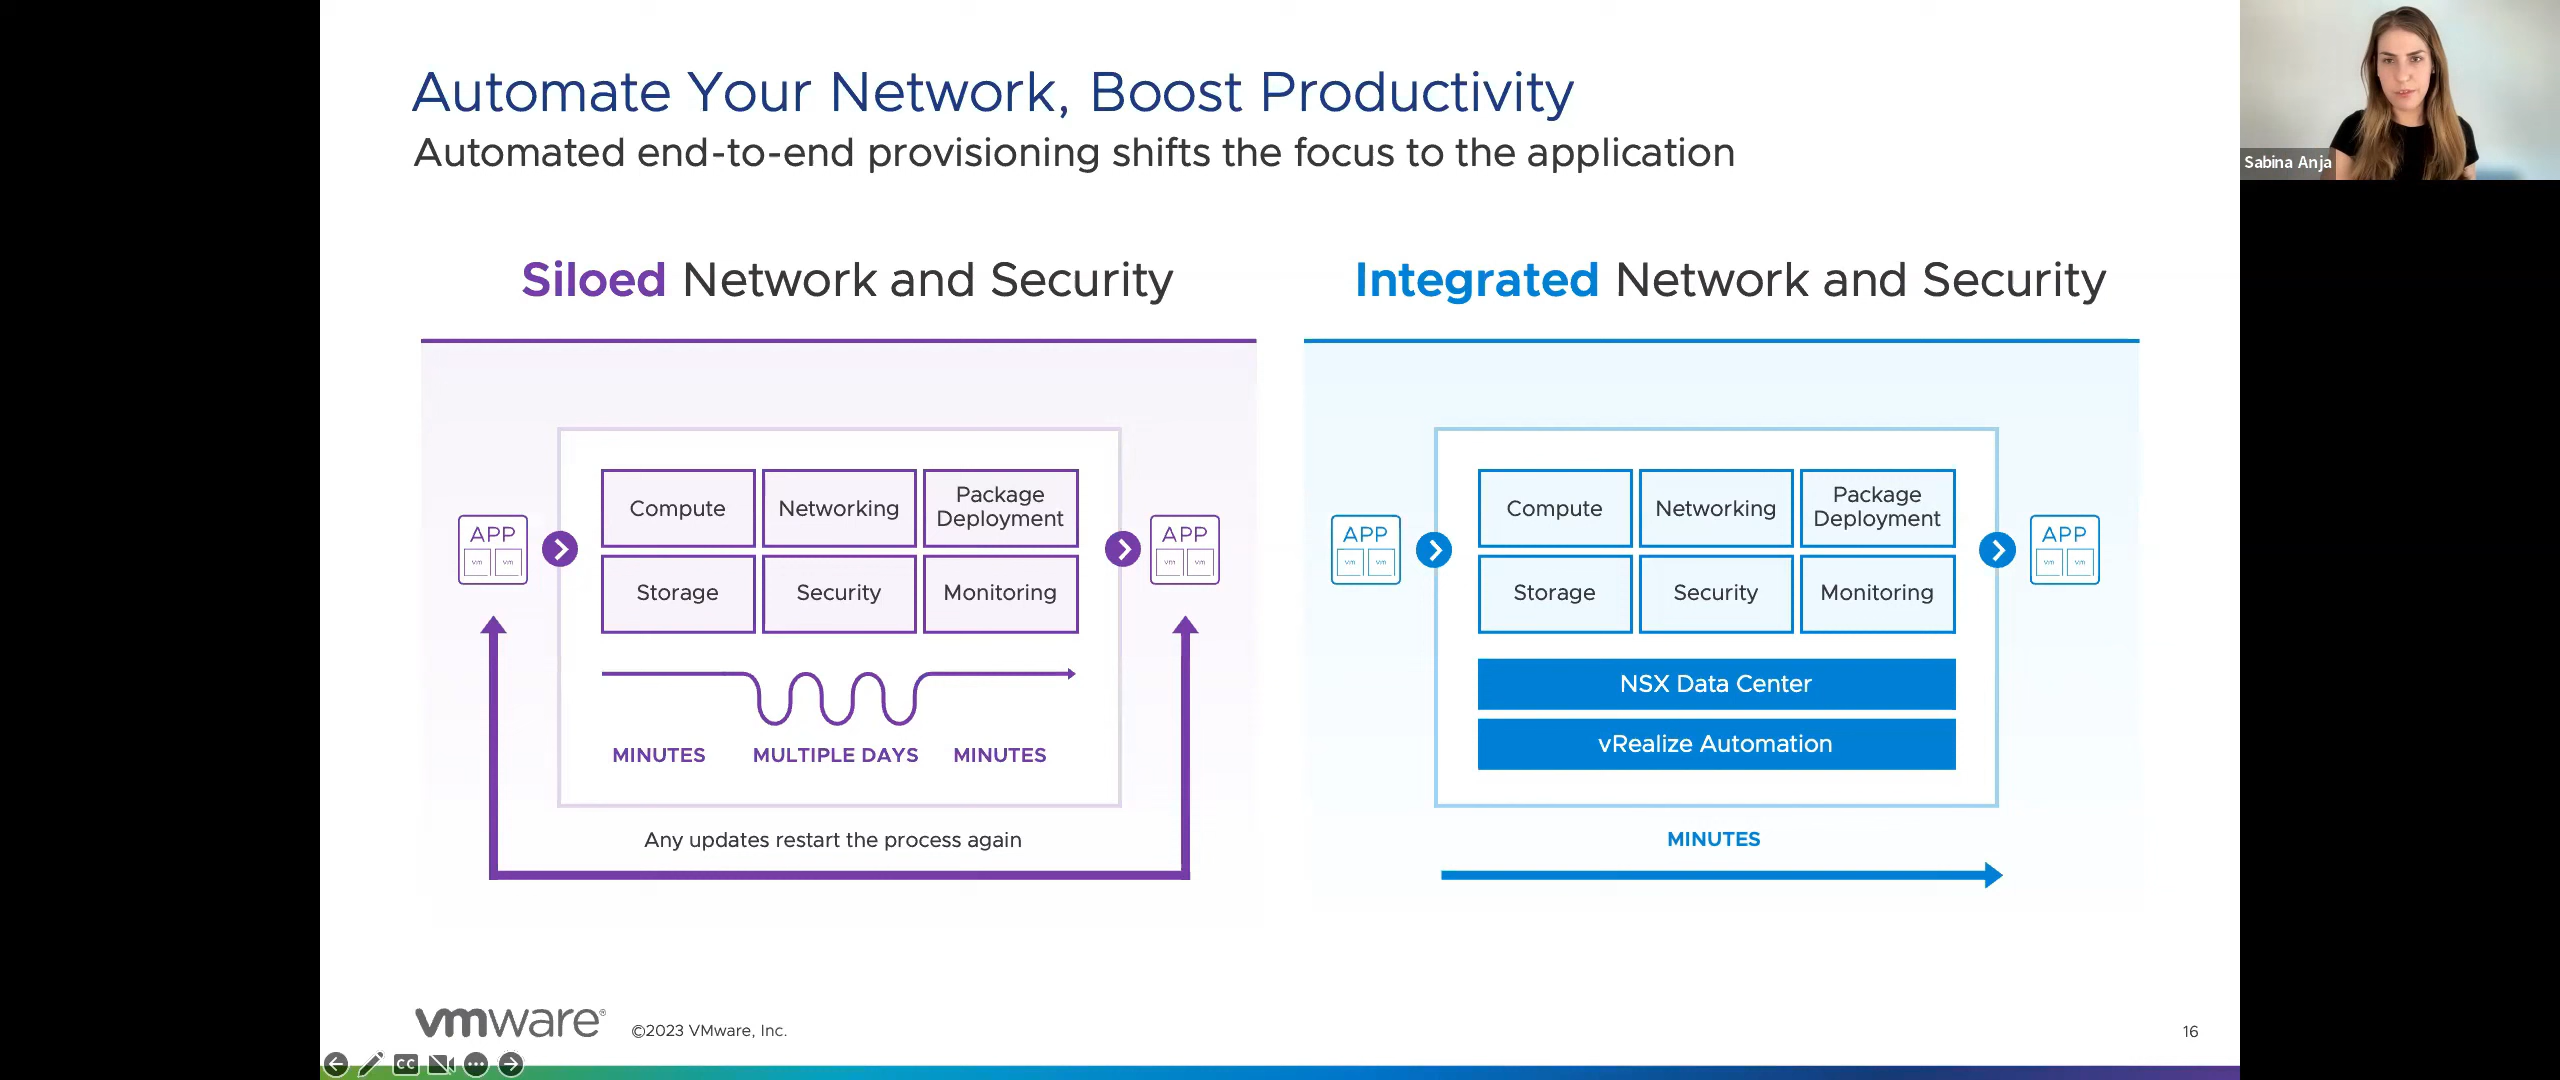 Automate Your Network, Boost Productivity
Automated end-to-end provisioning shifts the focus to the application
Sabina Anja
Siloed Network and Security
Compute
Networking
Package
Deployment
Storage
Security
Monitoring
APP
vm
vm
APP
vm
vm
MINUTES
MULTIPLE DAYS
MINUTES
Any updates restart the process again
Integrated Network and Security
Compute
Networking
Package
Deployment
Storage
Security
Monitoring
APP
vm
vm
APP
vm
vm
NSX Data Center
vRealize Automation
MINUTES
vmware®
©2023 VMware, Inc.
16
CC